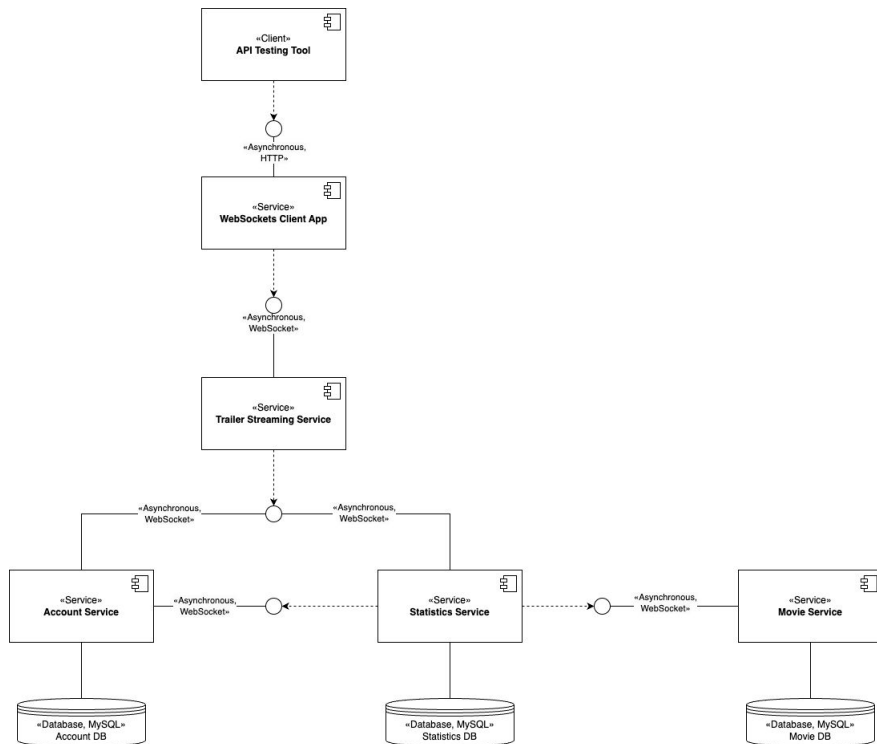 «Client»
API Testing Tool
«Asynchronous,
HTTP»
«Service»
WebSockets Client App
«Asynchronous,
WebSocket»
«Service»
Trailer Streaming Service
«Asynchronous,
WebSocket»
«Asynchronous,
WebSocket»
«Service»
Account Service
«Asynchronous,
WebSocket»
«Service»
Statistics Service
«Asynchronous,
WebSocket»
«Service»
Movie Service
«Database, MySQL»
Account DB
«Database, MySQL»
Statistics DB
«Database, MySQL»
Movie DB